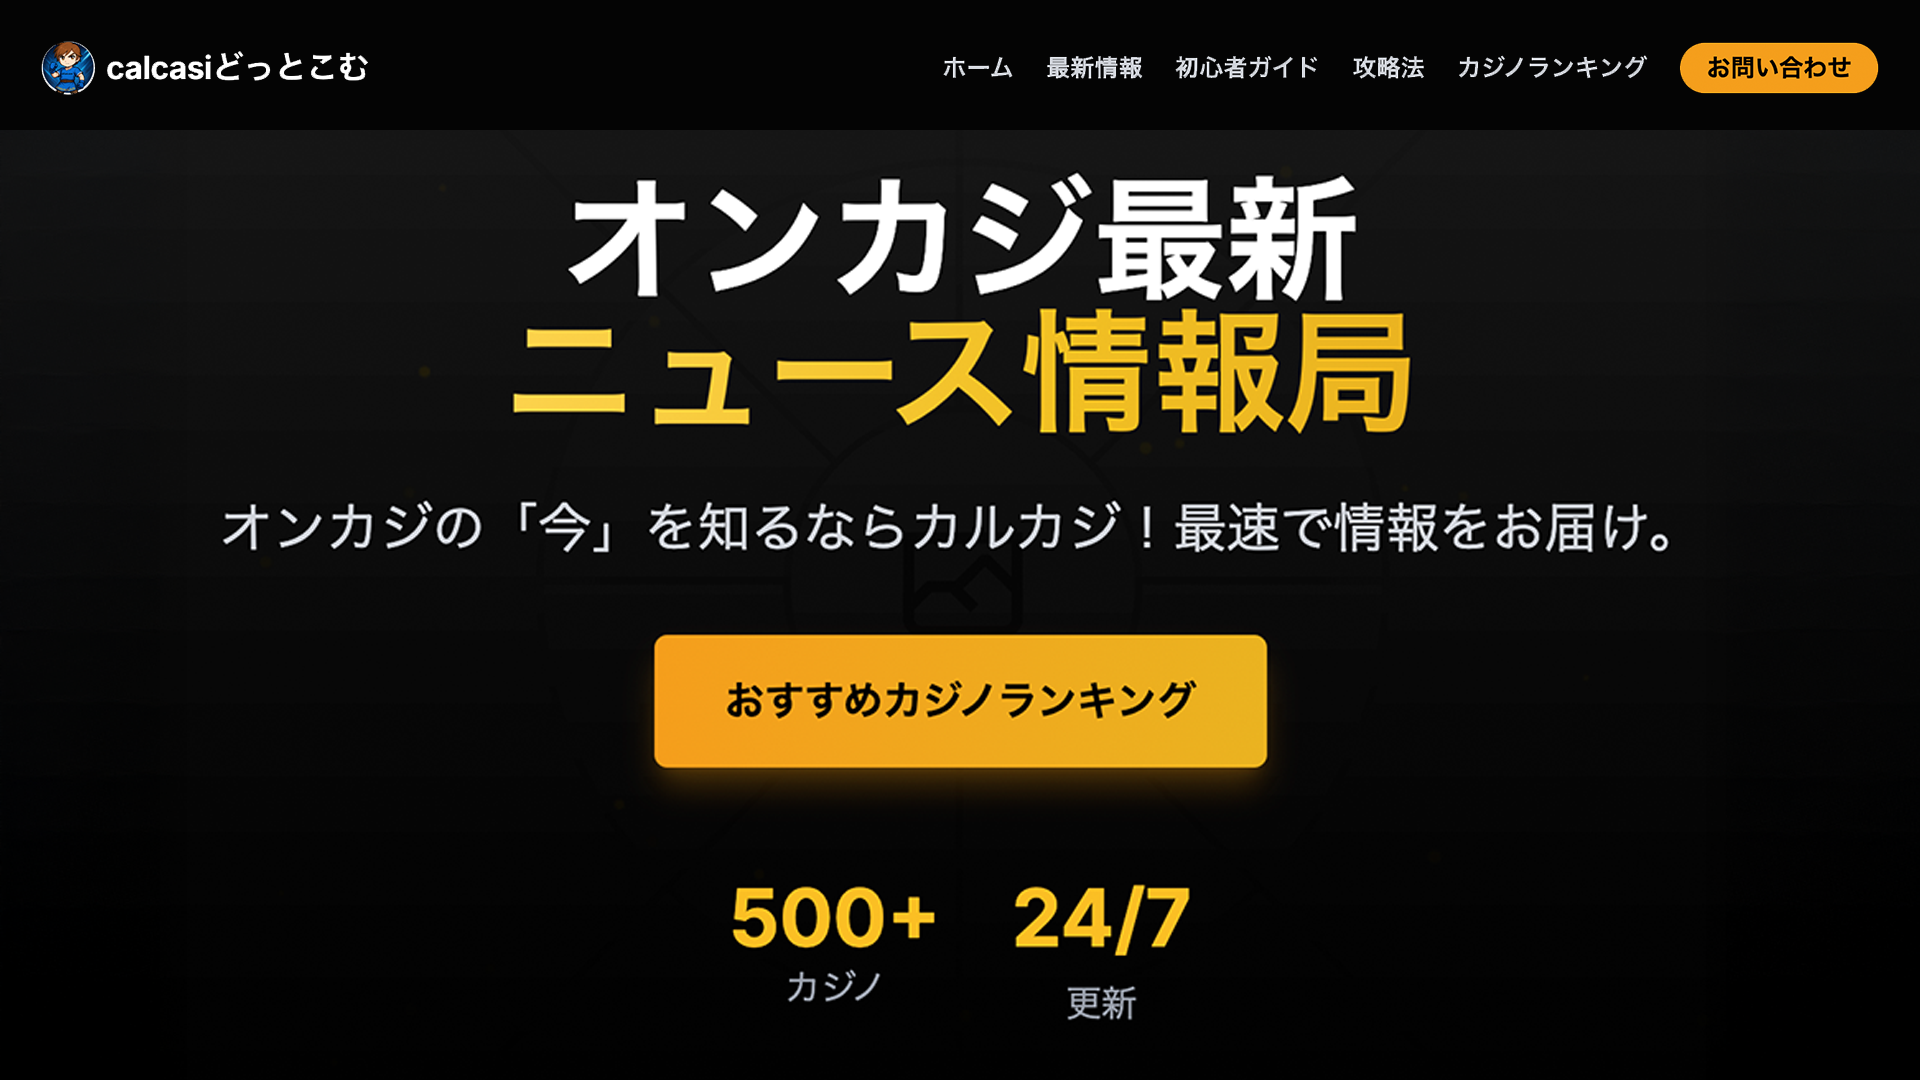 calcasiどっとこむ
ホーム 最新情報 初心者ガイド 攻略法 カジノランキング お問い合わせ
オンカジ最新
ニュース情報局
オンカジの「今」を知るならカルカジ！最速で情報をお届け。
おすすめカジノランキング
500+ 24/7
カジノ 更新